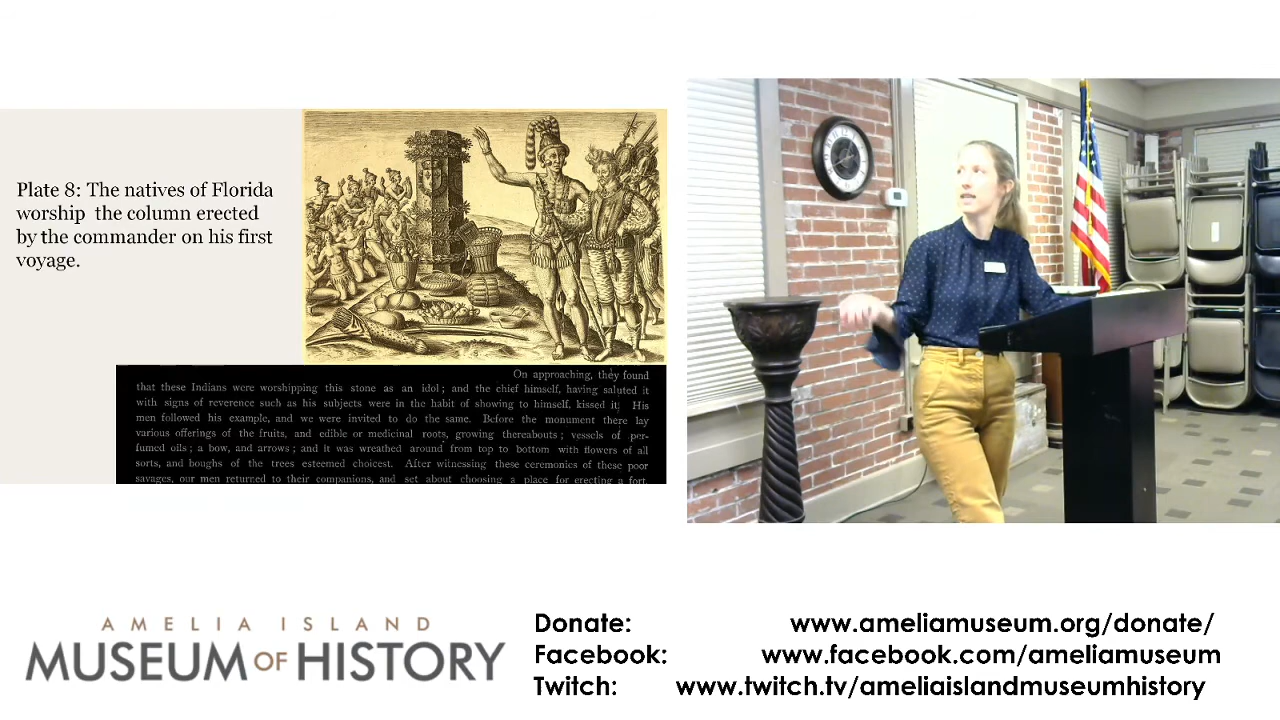 Plate 8: The natives of Florida
worship the column erected
by the commander on his first
voyage.
On approaching, they found
that these Indians were worshipping this stone as an idol; and the chief himself, having saluted it
with signs of reverence such as his subjects were in the habit of showing to himself, kissed it. His
men followed his example, and we were invited to do the same. Before the monument there lay
various offerings of the fruits, and edible or medicinal roots, growing thereabouts; vessels of per-
fumed oils; a bow, and arrows; and it was wreathed around from top to bottom with flowers of all
sorts, and boughs of the trees esteemed choicest. After witnessing these ceremonies of these poor
savages, our men returned to their companions, and set about choosing a place for erecting a fort.
AMELIA ISLAND
MUSEUM OF HISTORY
Donate: www.ameliamuseum.org/donate/
Facebook: www.facebook.com/ameliamuseum
Twitch: www.twitch.tv/ameliaislandmuseumhistory